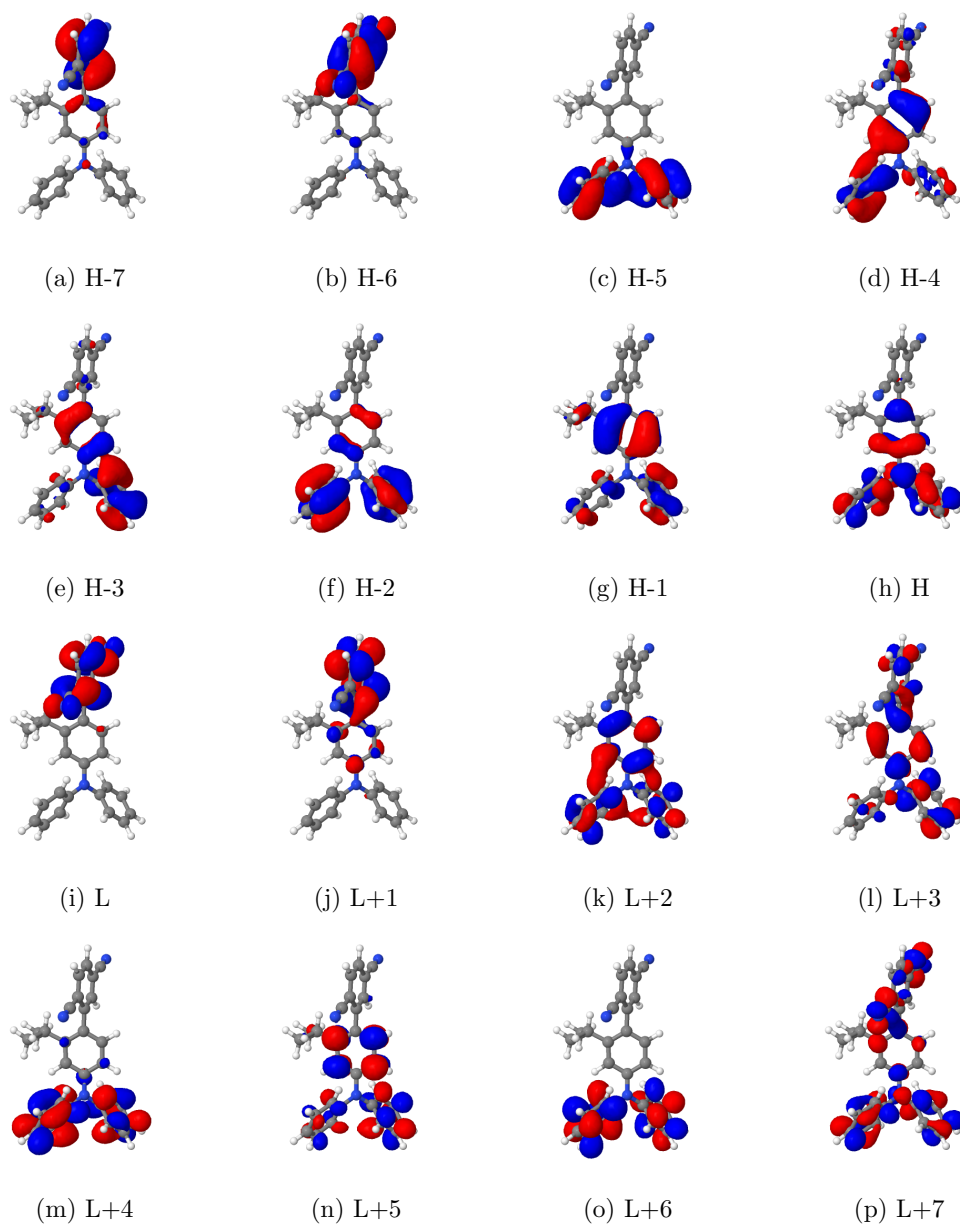 (a) H-7
(b) H-6
(c) H-5
(d) H-4
(e) H-3
(f) H-2
(g) H-1
(h) H
(i) L
(j) L+1
(k) L+2
(l) L+3
(m) L+4
(n) L+5
(o) L+6
(p) L+7